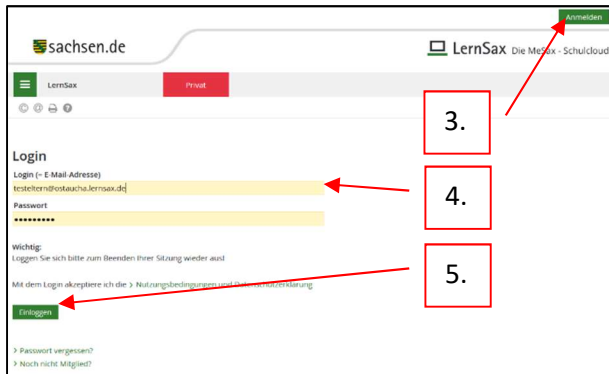 Anmelden
sachsen.de
LernSax Die MeSax - Schulcloud
LernSax Privat
3.
Login
Login (= E-Mail-Adresse)
testeltern@ostaucha.lernsax.de
4.
Passwort
•••••••••
Wichtig:
Loggen Sie sich bitte zum Beenden Ihrer Sitzung wieder aus!
5.
Mit dem Login akzeptiere ich die > Nutzungsbedingungen und Datenschutzerklärung
Einloggen
> Passwort vergessen?
> Noch nicht Mitglied?